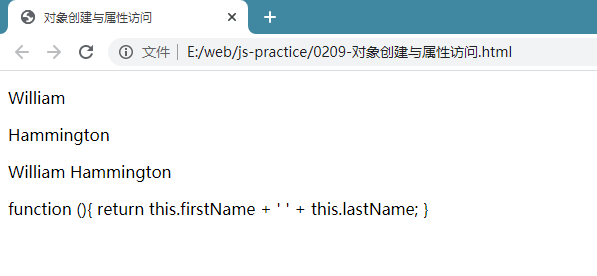 对象创建与属性访问
文件 E:/web/js-practice/0209-对象创建与属性访问.html
William
Hammington
William Hammington
function (){ return this.firstName + ' ' + this.lastName; }